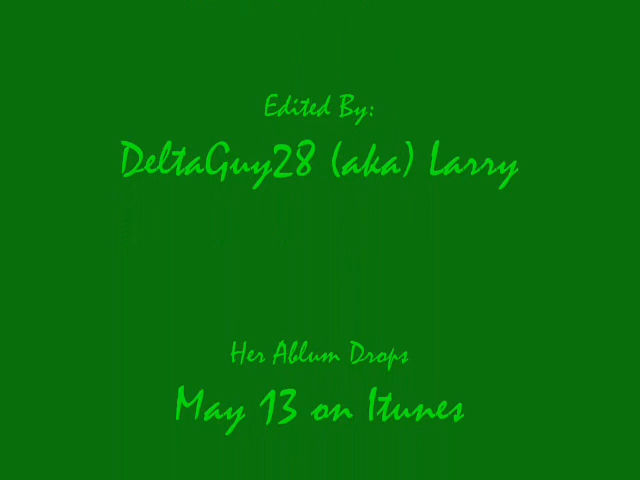 Edited By:
DeltaGuy28 (aka) Larry
Her Ablum Drops
May 13 on Itunes